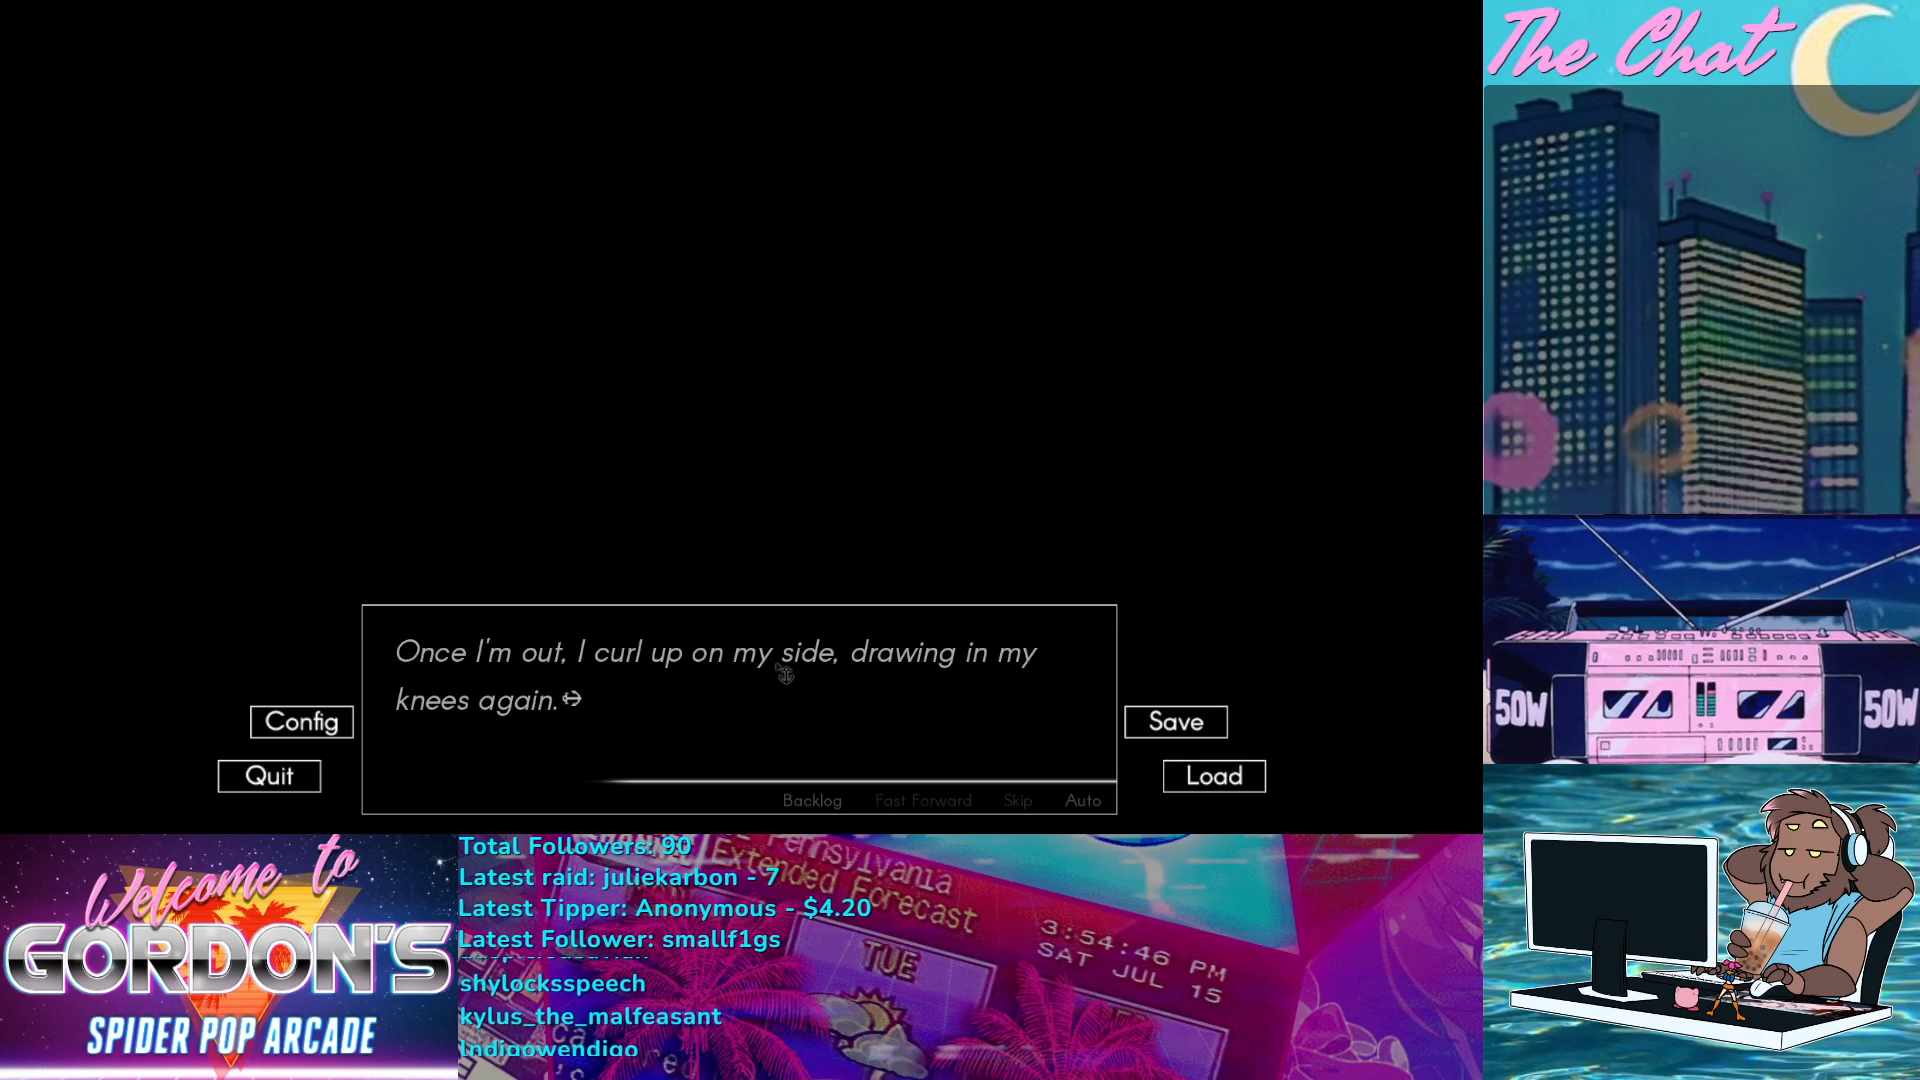 The Chat
Once I'm out, I curl up on my side, drawing in my
knees again.
Config
Save
Quit
Load
Backlog
Fast Forward
Skip
Auto
50W
50W
Welcome to
GORDON'S
SPIDER POP ARCADE
Total Followers: 90
Latest raid: juliekarbon - 7
Latest Tipper: Anonymous - $4.20
Latest Follower: smallf1gs
shylocksspeech
kylus_the_malfeasant
Indigowendigo
Pennsylvania
Extended Forecast
3:54:46 PM
SAT JUL 15
TUE